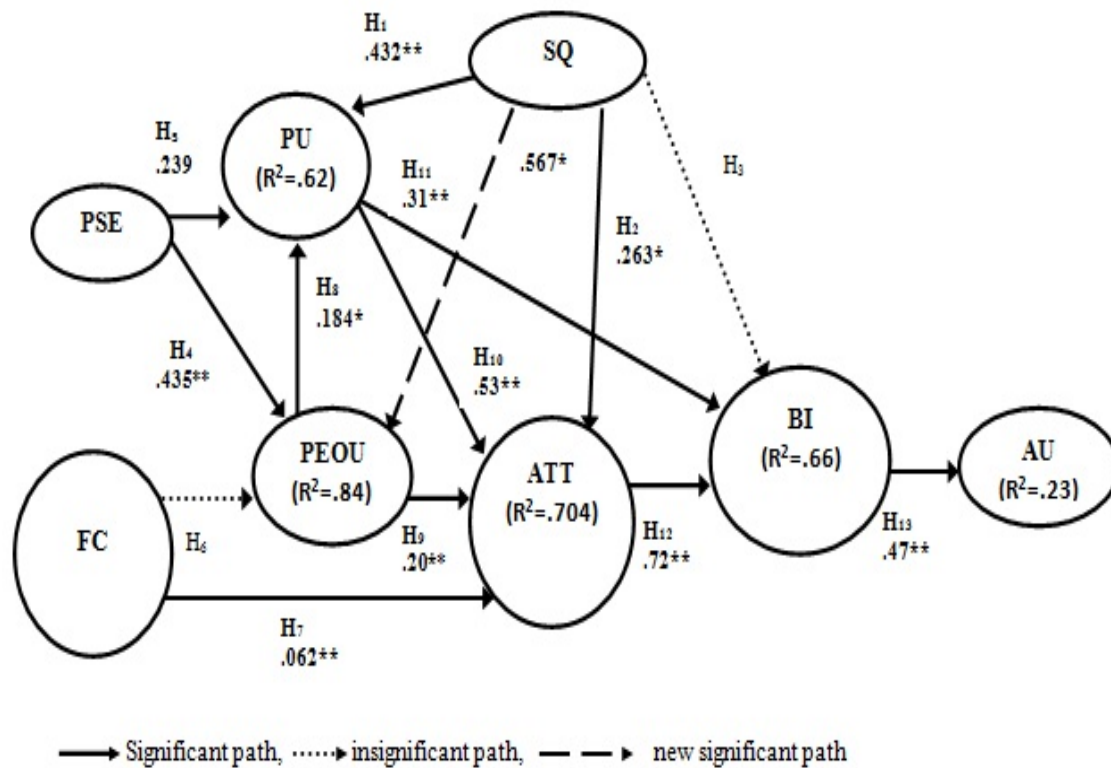 H₁
.432**
SQ
PU
(R²=.62)
H₅
.239
H₁₁
.31**
.567*
H₃
PSE
H₂
.263*
H₈
.184*
H₄
.435**
H₁₀
.53**
PEOU
(R²=.84)
ATT
(R²=.704)
BI
(R²=.66)
AU
(R²=.23)
FC
H₆
H₉
.20**
H₁₂
.72**
H₁₃
.47**
H₇
.062**
Significant path, insignificant path, new significant path